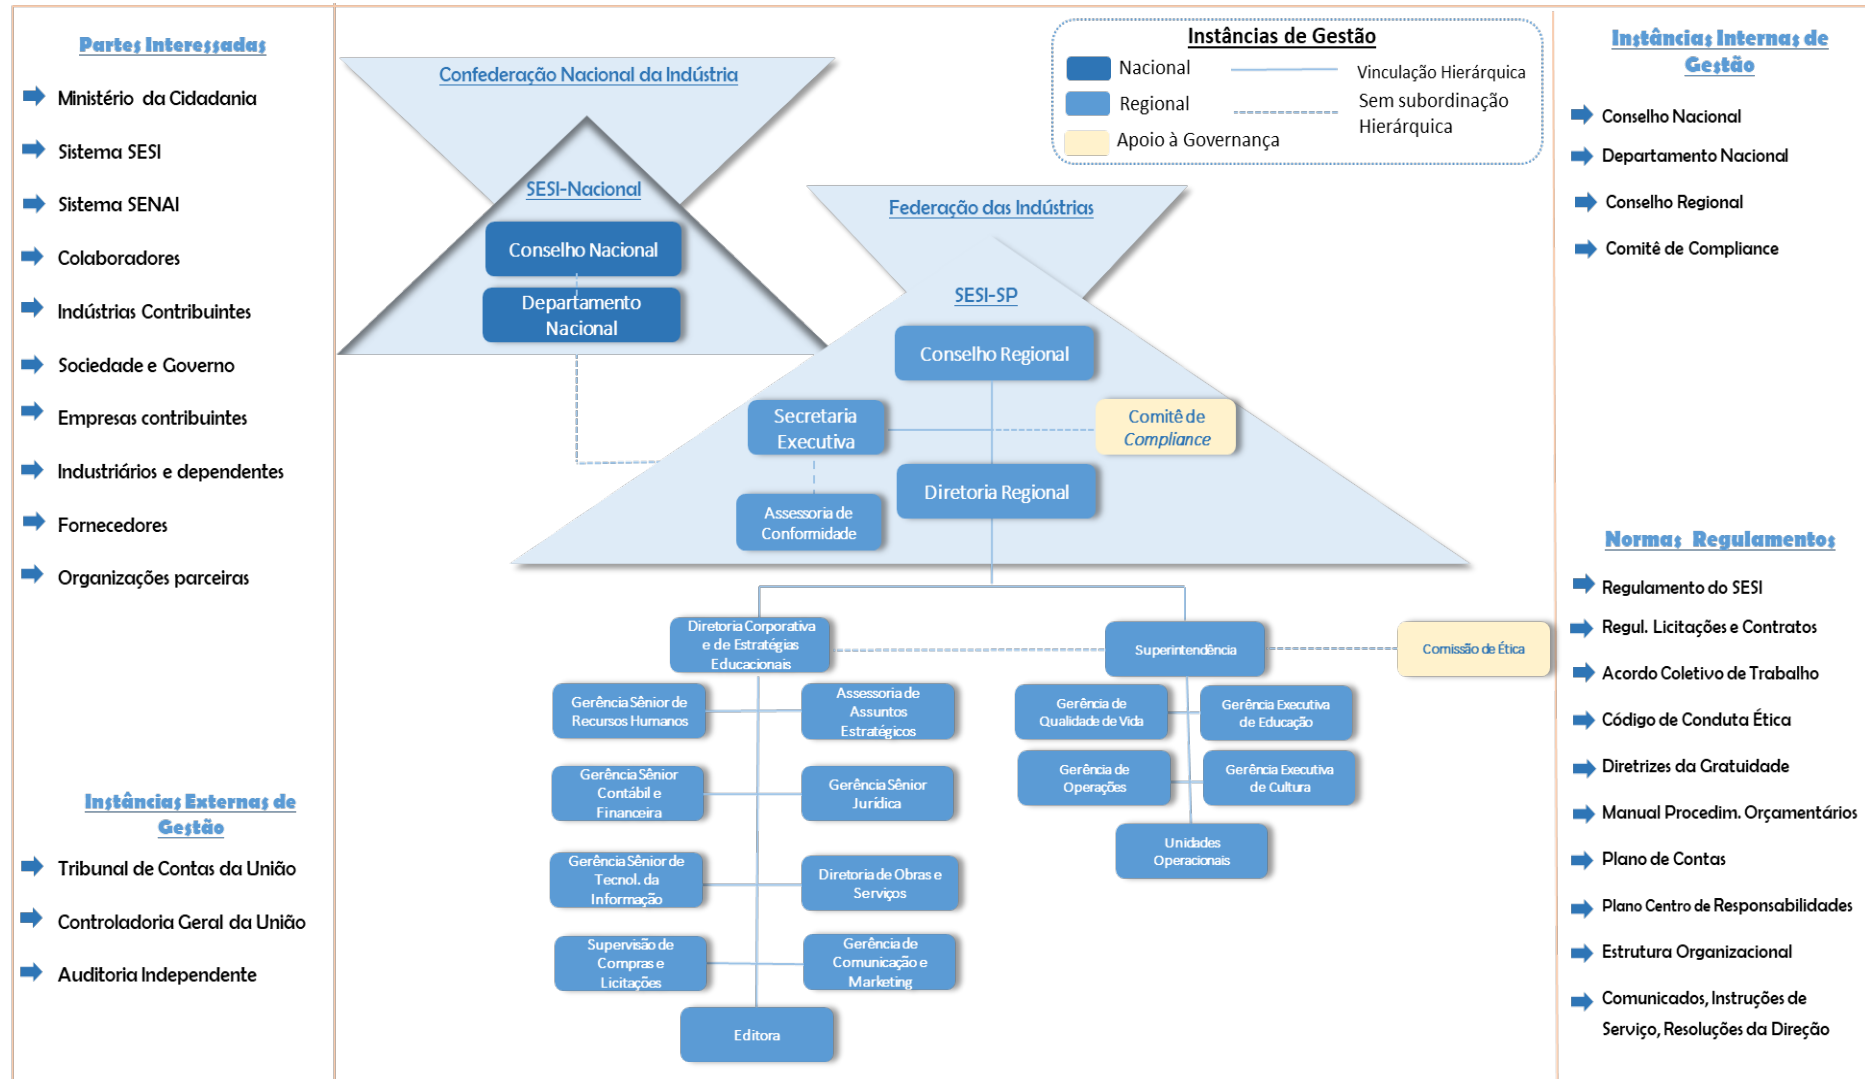 Partes Interessadas
Ministério da Cidadania
Sistema SESI
Sistema SENAI
Colaboradores
Indústrias Contribuintes
Sociedade e Governo
Empresas contribuintes
Industriários e dependentes
Fornecedores
Organizações parceiras
Instâncias Externas de
Gestão
Tribunal de Contas da União
Controladoria Geral da União
Auditoria Independente
Confederação Nacional da Indústria
SESI-Nacional
Conselho Nacional
Departamento
Nacional
Instâncias de Gestão
Nacional
Regional
Apoio à Governança
Vinculação Hierárquica
Sem subordinação
Hierárquica
Federação das Indústrias
SESI-SP
Conselho Regional
Secretaria
Executiva
Comitê de
Compliance
Diretoria Regional
Assessoria de
Conformidade
Diretoria Corporativa
e de Estratégias
Educacionais
Superintendência
Comissão de Ética
Gerência Sênior de
Recursos Humanos
Assessoria de
Assuntos
Estratégicos
Gerência Sênior
Contábil e
Financeira
Gerência Sênior
Jurídica
Gerência Sênior de
Tecnol. da
Informação
Diretoria de Obras e
Serviços
Supervisão de
Compras e
Licitações
Gerência de
Comunicação e
Marketing
Editora
Gerência de
Qualidade de Vida
Gerência Executiva
de Educação
Gerência de
Operações
Gerência Executiva
de Cultura
Unidades
Operacionais
Instâncias Internas de
Gestão
Conselho Nacional
Departamento Nacional
Conselho Regional
Comitê de Compliance
Normas Regulamentos
Regulamento do SESI
Regul. Licitações e Contratos
Acordo Coletivo de Trabalho
Código de Conduta Ética
Diretrizes da Gratuidade
Manual Procedim. Orçamentários
Plano de Contas
Plano Centro de Responsabilidades
Estrutura Organizacional
Comunicados, Instruções de
Serviço, Resoluções da Direção